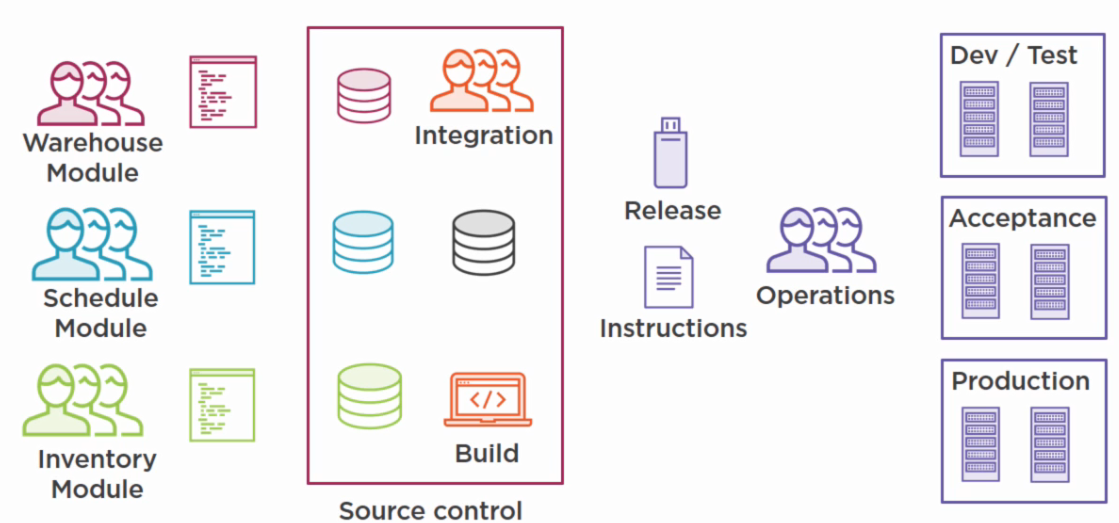 Warehouse
Module
Schedule
Module
Inventory
Module
Integration
</>
Build
Source control
Release
Instructions
Operations
Dev / Test
Acceptance
Production